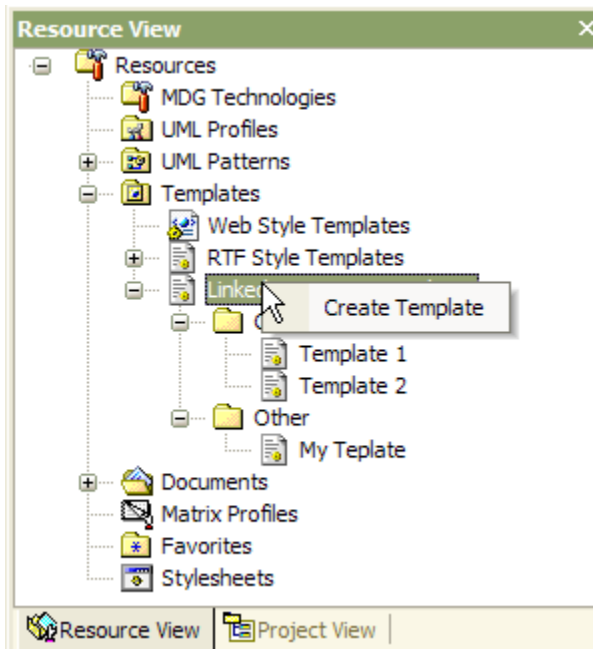 Resource View
Resources
MDG Technologies
UML Profiles
UML Patterns
Templates
Web Style Templates
RTF Style Templates
Create Template
Template 1
Template 2
Other
My Teplate
Documents
Matrix Profiles
Favorites
Stylesheets
Resource View Project View